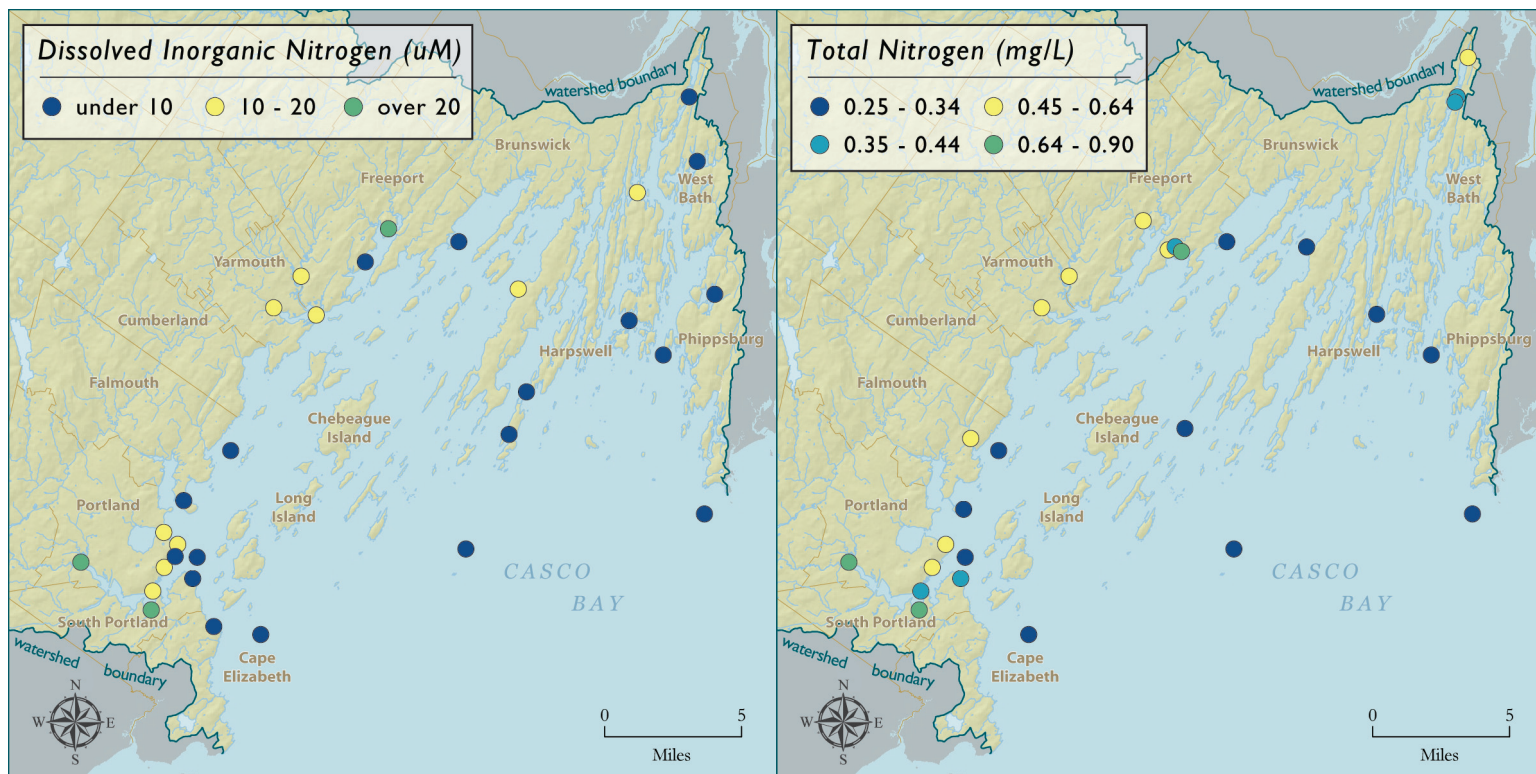 Dissolved Inorganic Nitrogen (uM)
under 10
10 - 20
over 20
watershed boundary
Brunswick
Freeport
West
Bath
Yarmouth
Cumberland
Phippsburg
Harpswell
Falmouth
Chebeague
Island
Long
Island
Portland
CASCO
BAY
South Portland
watershed
boundary
Cape
Elizabeth
N
W
E
S
0
5
Miles
Total Nitrogen (mg/L)
0.25 - 0.34
0.45 - 0.64
0.35 - 0.44
0.64 - 0.90
watershed boundary
Brunswick
Freeport
West
Bath
Yarmouth
Cumberland
Phippsburg
Harpswell
Falmouth
Chebeague
Island
Long
Island
Portland
CASCO
BAY
South Portland
watershed
boundary
Cape
Elizabeth
N
W
E
S
0
5
Miles